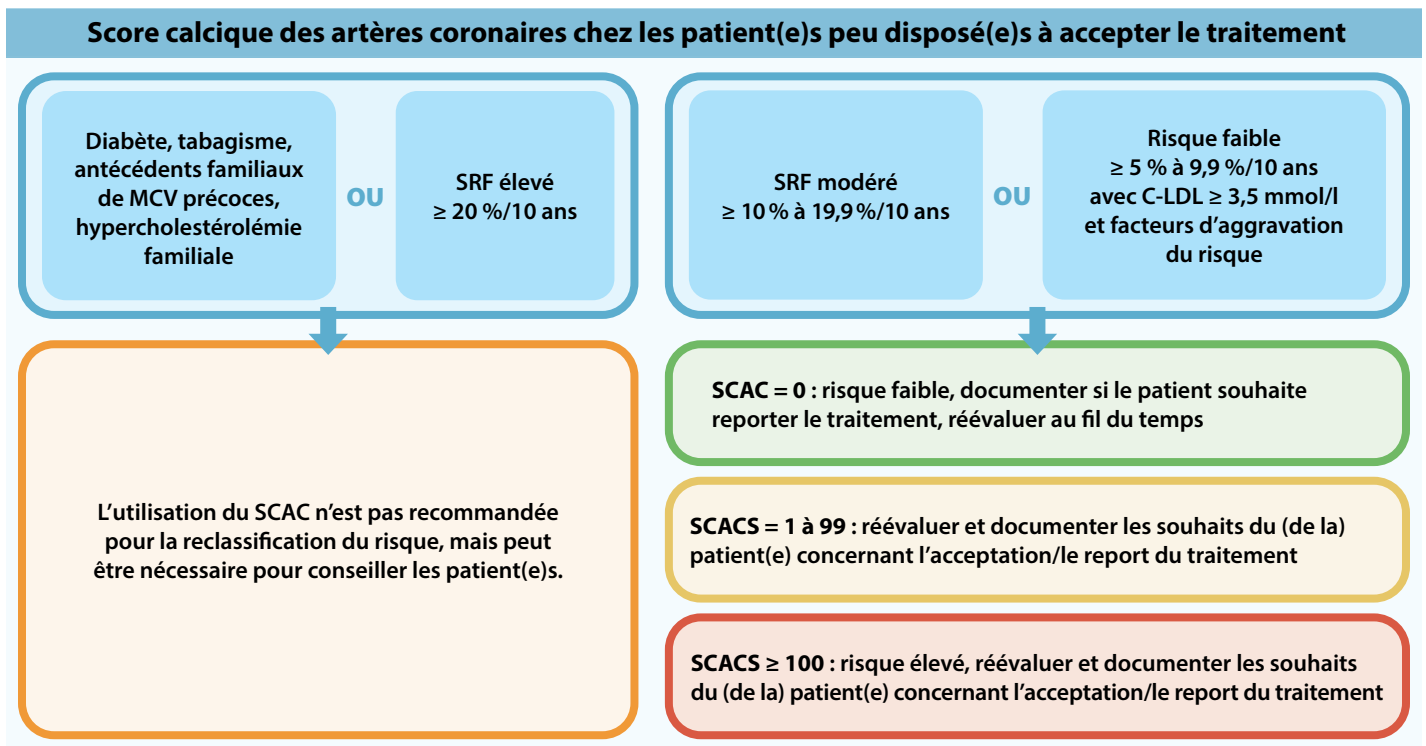 Score calcique des artères coronaires chez les patient(e)s peu disposé(e)s à accepter le traitement
Diabète, tabagisme,
antécédents familiaux
de MCV précoces,
hypercholestérolémie
familiale
OU
SRF élevé
≥ 20 %/10 ans
SRF modéré
≥ 10 % à 19,9 %/10 ans
OU
Risque faible
≥ 5 % à 9,9 %/10 ans
avec C-LDL ≥ 3,5 mmol/l
et facteurs d’aggravation
du risque
L’utilisation du SCAC n’est pas recommandée
pour la reclassification du risque, mais peut
être nécessaire pour conseiller les patient(e)s.
SCAC = 0 : risque faible, documenter si le patient souhaite
reporter le traitement, réévaluer au fil du temps
SCACS = 1 à 99 : réévaluer et documenter les souhaits du (de la)
patient(e) concernant l’acceptation/le report du traitement
SCACS ≥ 100 : risque élevé, réévaluer et documenter les souhaits
du (de la) patient(e) concernant l’acceptation/le report du traitement